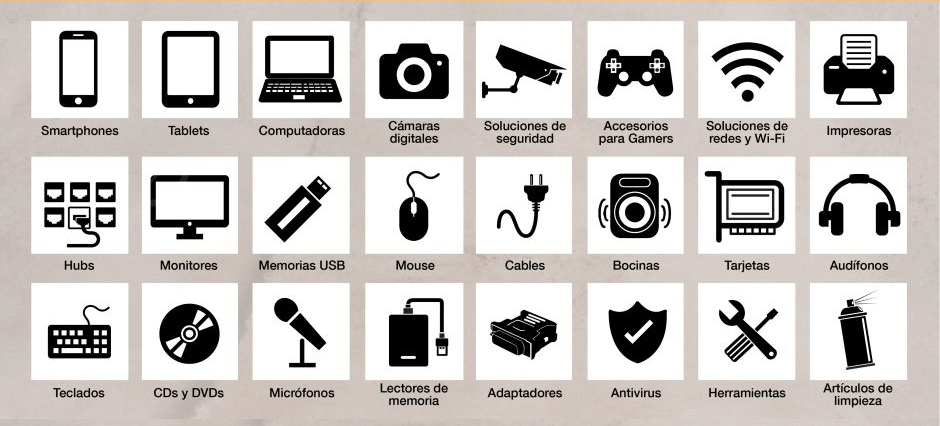 Smartphones
Tablets
Computadoras
Cámaras
digitales
Soluciones de
seguridad
Accesorios
para Gamers
Soluciones de
redes y Wi-Fi
Impresoras
Hubs
Monitores
Memorias USB
Mouse
Cables
Bocinas
Tarjetas
Audífonos
Teclados
CDs y DVDs
Micrófonos
Lectores de
memoria
Adaptadores
Antivirus
Herramientas
Artículos de
limpieza